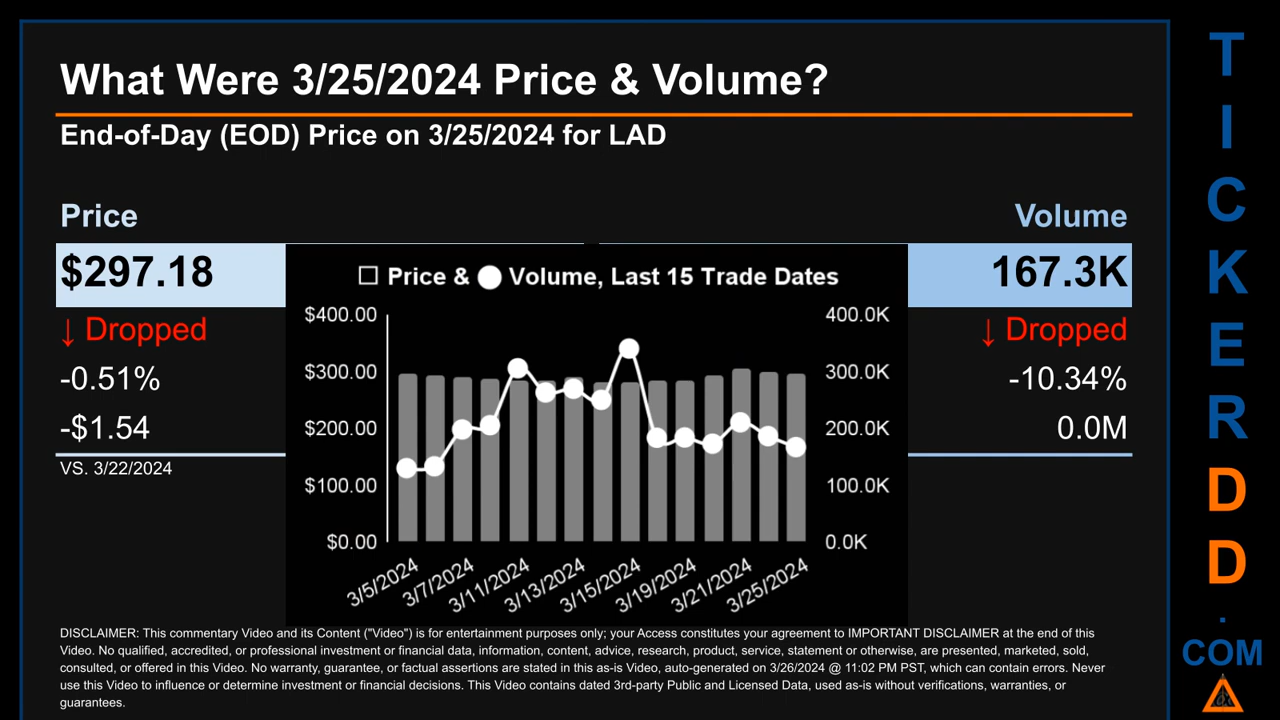 What Were 3/25/2024 Price & Volume?
End-of-Day (EOD) Price on 3/25/2024 for LAD
Price
Volume
$297.18
167.3K
↓ Dropped
↓ Dropped
-0.51%
-10.34%
-$1.54
0.0M
VS. 3/22/2024
Price & Volume, Last 15 Trade Dates
$400.00
400.0K
$300.00
300.0K
$200.00
200.0K
$100.00
100.0K
$0.00
0.0K
3/5/2024
3/7/2024
3/11/2024
3/13/2024
3/15/2024
3/19/2024
3/21/2024
3/25/2024
DISCLAIMER: This commentary Video and its Content ("Video") is for entertainment purposes only; your Access constitutes your agreement to IMPORTANT DISCLAIMER at the end of this
Video. No qualified, accredited, or professional investment or financial data, information, content, advice, research, product, service, statement or otherwise, are presented, marketed, sold,
consulted, or offered in this Video. No warranty, guarantee, or factual assertions are stated in this as-is Video, auto-generated on 3/26/2024 @ 11:02 PM PST, which can contain errors. Never
use this Video to influence or determine investment or financial decisions. This Video contains dated 3rd-party Public and Licensed Data, used as-is without verifications, warranties, or
guarantees.
T
I
C
K
E
R
D
D
.
COM